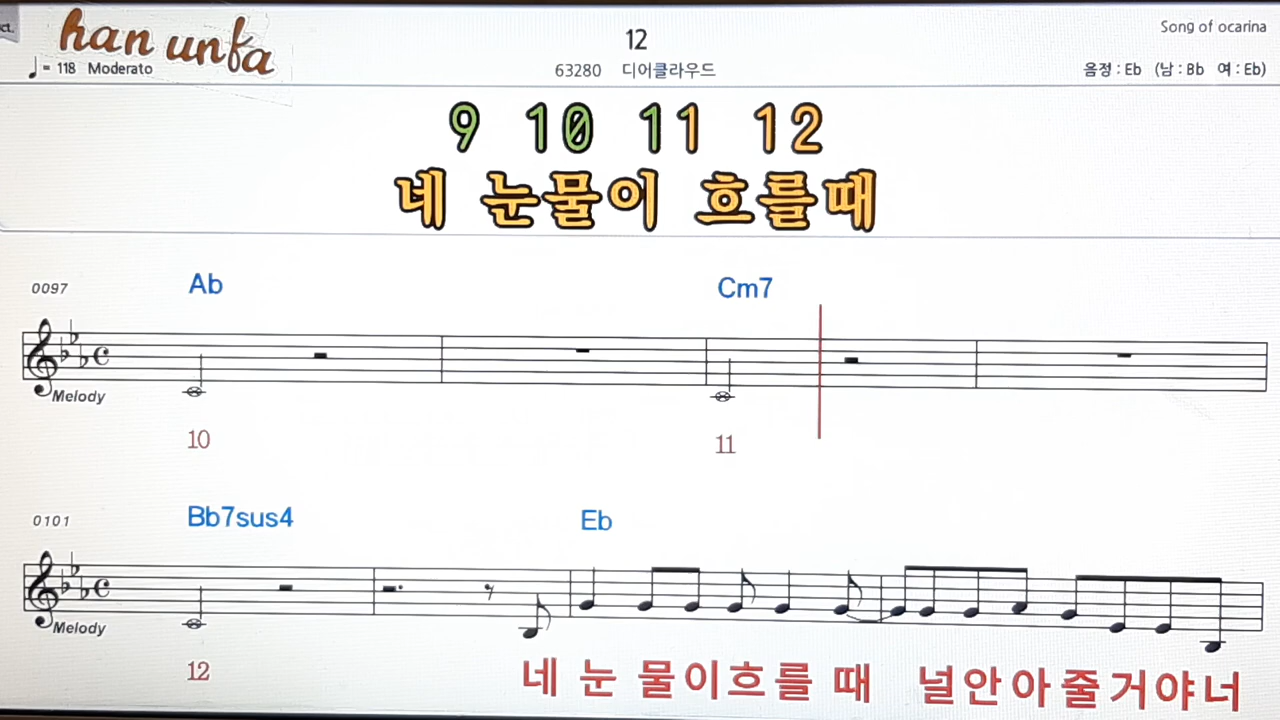 ct.
han unfa
12
Song of ocarina
♩= 118 Moderato
63280 디어클라우드
음정 : Eb (남 : Bb 여 : Eb)
9 10 11 12
네 눈물이 흐를때
0097
Ab Cm7
Melody
10 11
0101
Bb7sus4 Eb
Melody
12 네 눈 물이흐를 때 널안아줄거야너